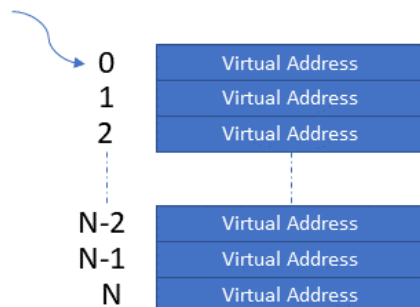 0 Virtual Address
1 Virtual Address
2 Virtual Address
N-2 Virtual Address
N-1 Virtual Address
N Virtual Address